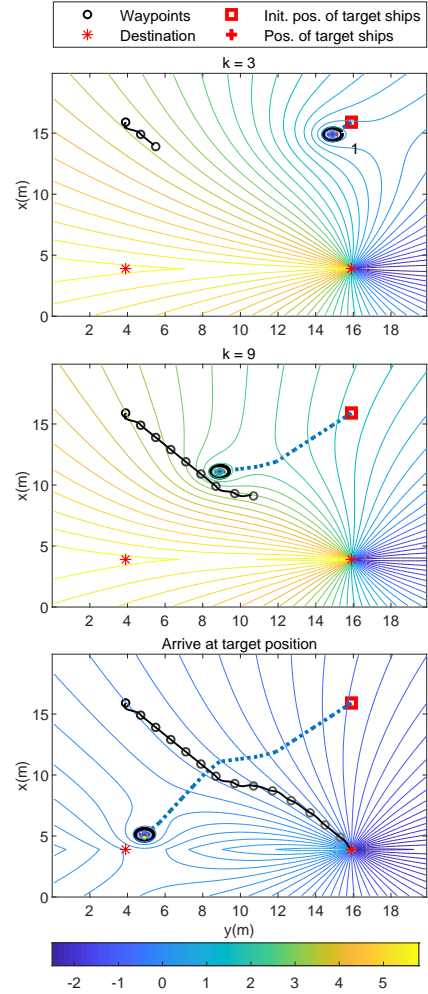 Waypoints Init. pos. of target ships
Destination Pos. of target ships
k = 3
x(m)
15
10
5
0
1
2 4 6 8 10 12 14 16 18
k = 9
x(m)
15
10
5
0
2 4 6 8 10 12 14 16 18
Arrive at target position
x(m)
15
10
5
0
2 4 6 8 10 12 14 16 18
y(m)
-2 -1 0 1 2 3 4 5